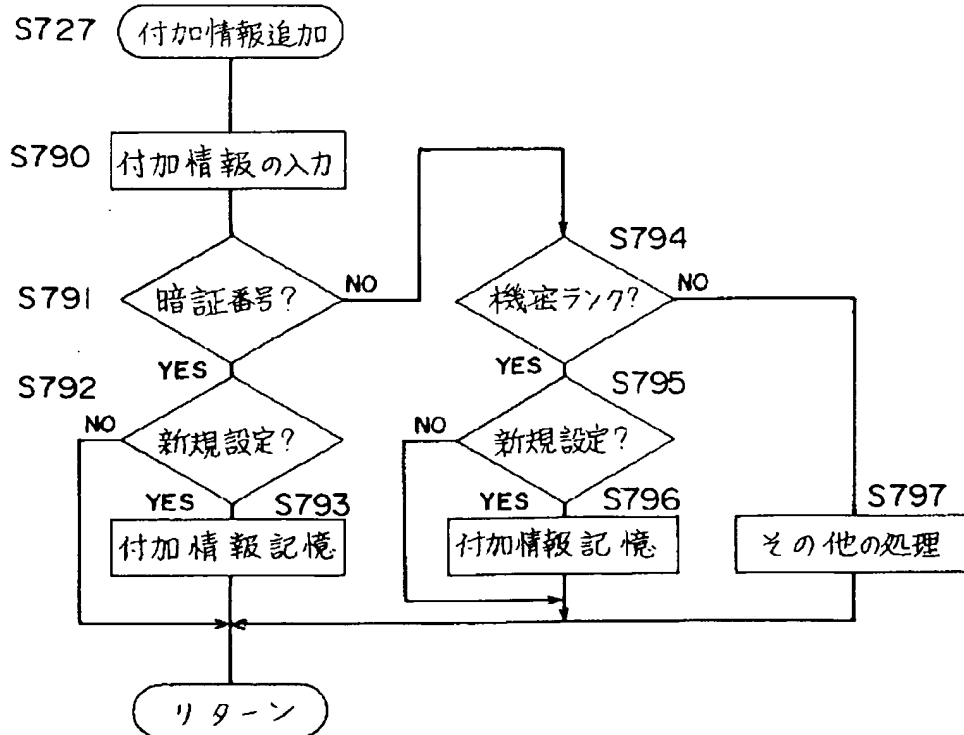 S727 付加情報追加
S790 付加情報の入力
S791 暗証番号? NO
YES
S792
NO 新規設定?
YES S793
付加情報記憶
S794
機密ランク? NO
YES S795
NO 新規設定?
YES S796
付加情報記憶
S797
その他の処理
リターン